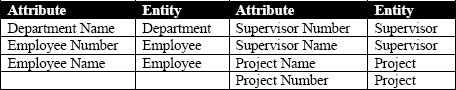 Attribute Entity Attribute Entity
Department Name Department Supervisor Number Supervisor
Employee Number Employee Supervisor Name Supervisor
Employee Name Employee Project Name Project
Project Number Project